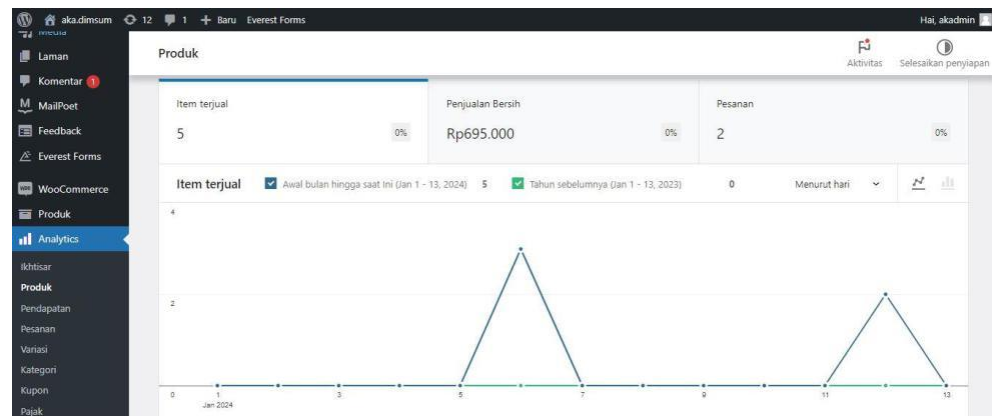 aka.dimsum 12 1 + Baru Everest Forms Hai, akadmin
Media
Laman
Komentar 1
MailPoet
Feedback
Everest Forms
WooCommerce
Produk
Analytics
Ikhtisar
Produk
Pendapatan
Pesanan
Variasi
Kategori
Kupon
Pajak
Produk
Aktivitas Selesaikan penyiapan
Item terjual
5 0%
Penjualan Bersih
Rp695.000 0%
Pesanan
2 0%
Item terjual Awal bulan hingga saat Ini (Jan 1 - 13, 2024) 5 Tahun sebelumnya (Jan 1 - 13, 2023) 0 Menurut hari
4
2
0 1 3 5 7 9 11 13
Jan 2024